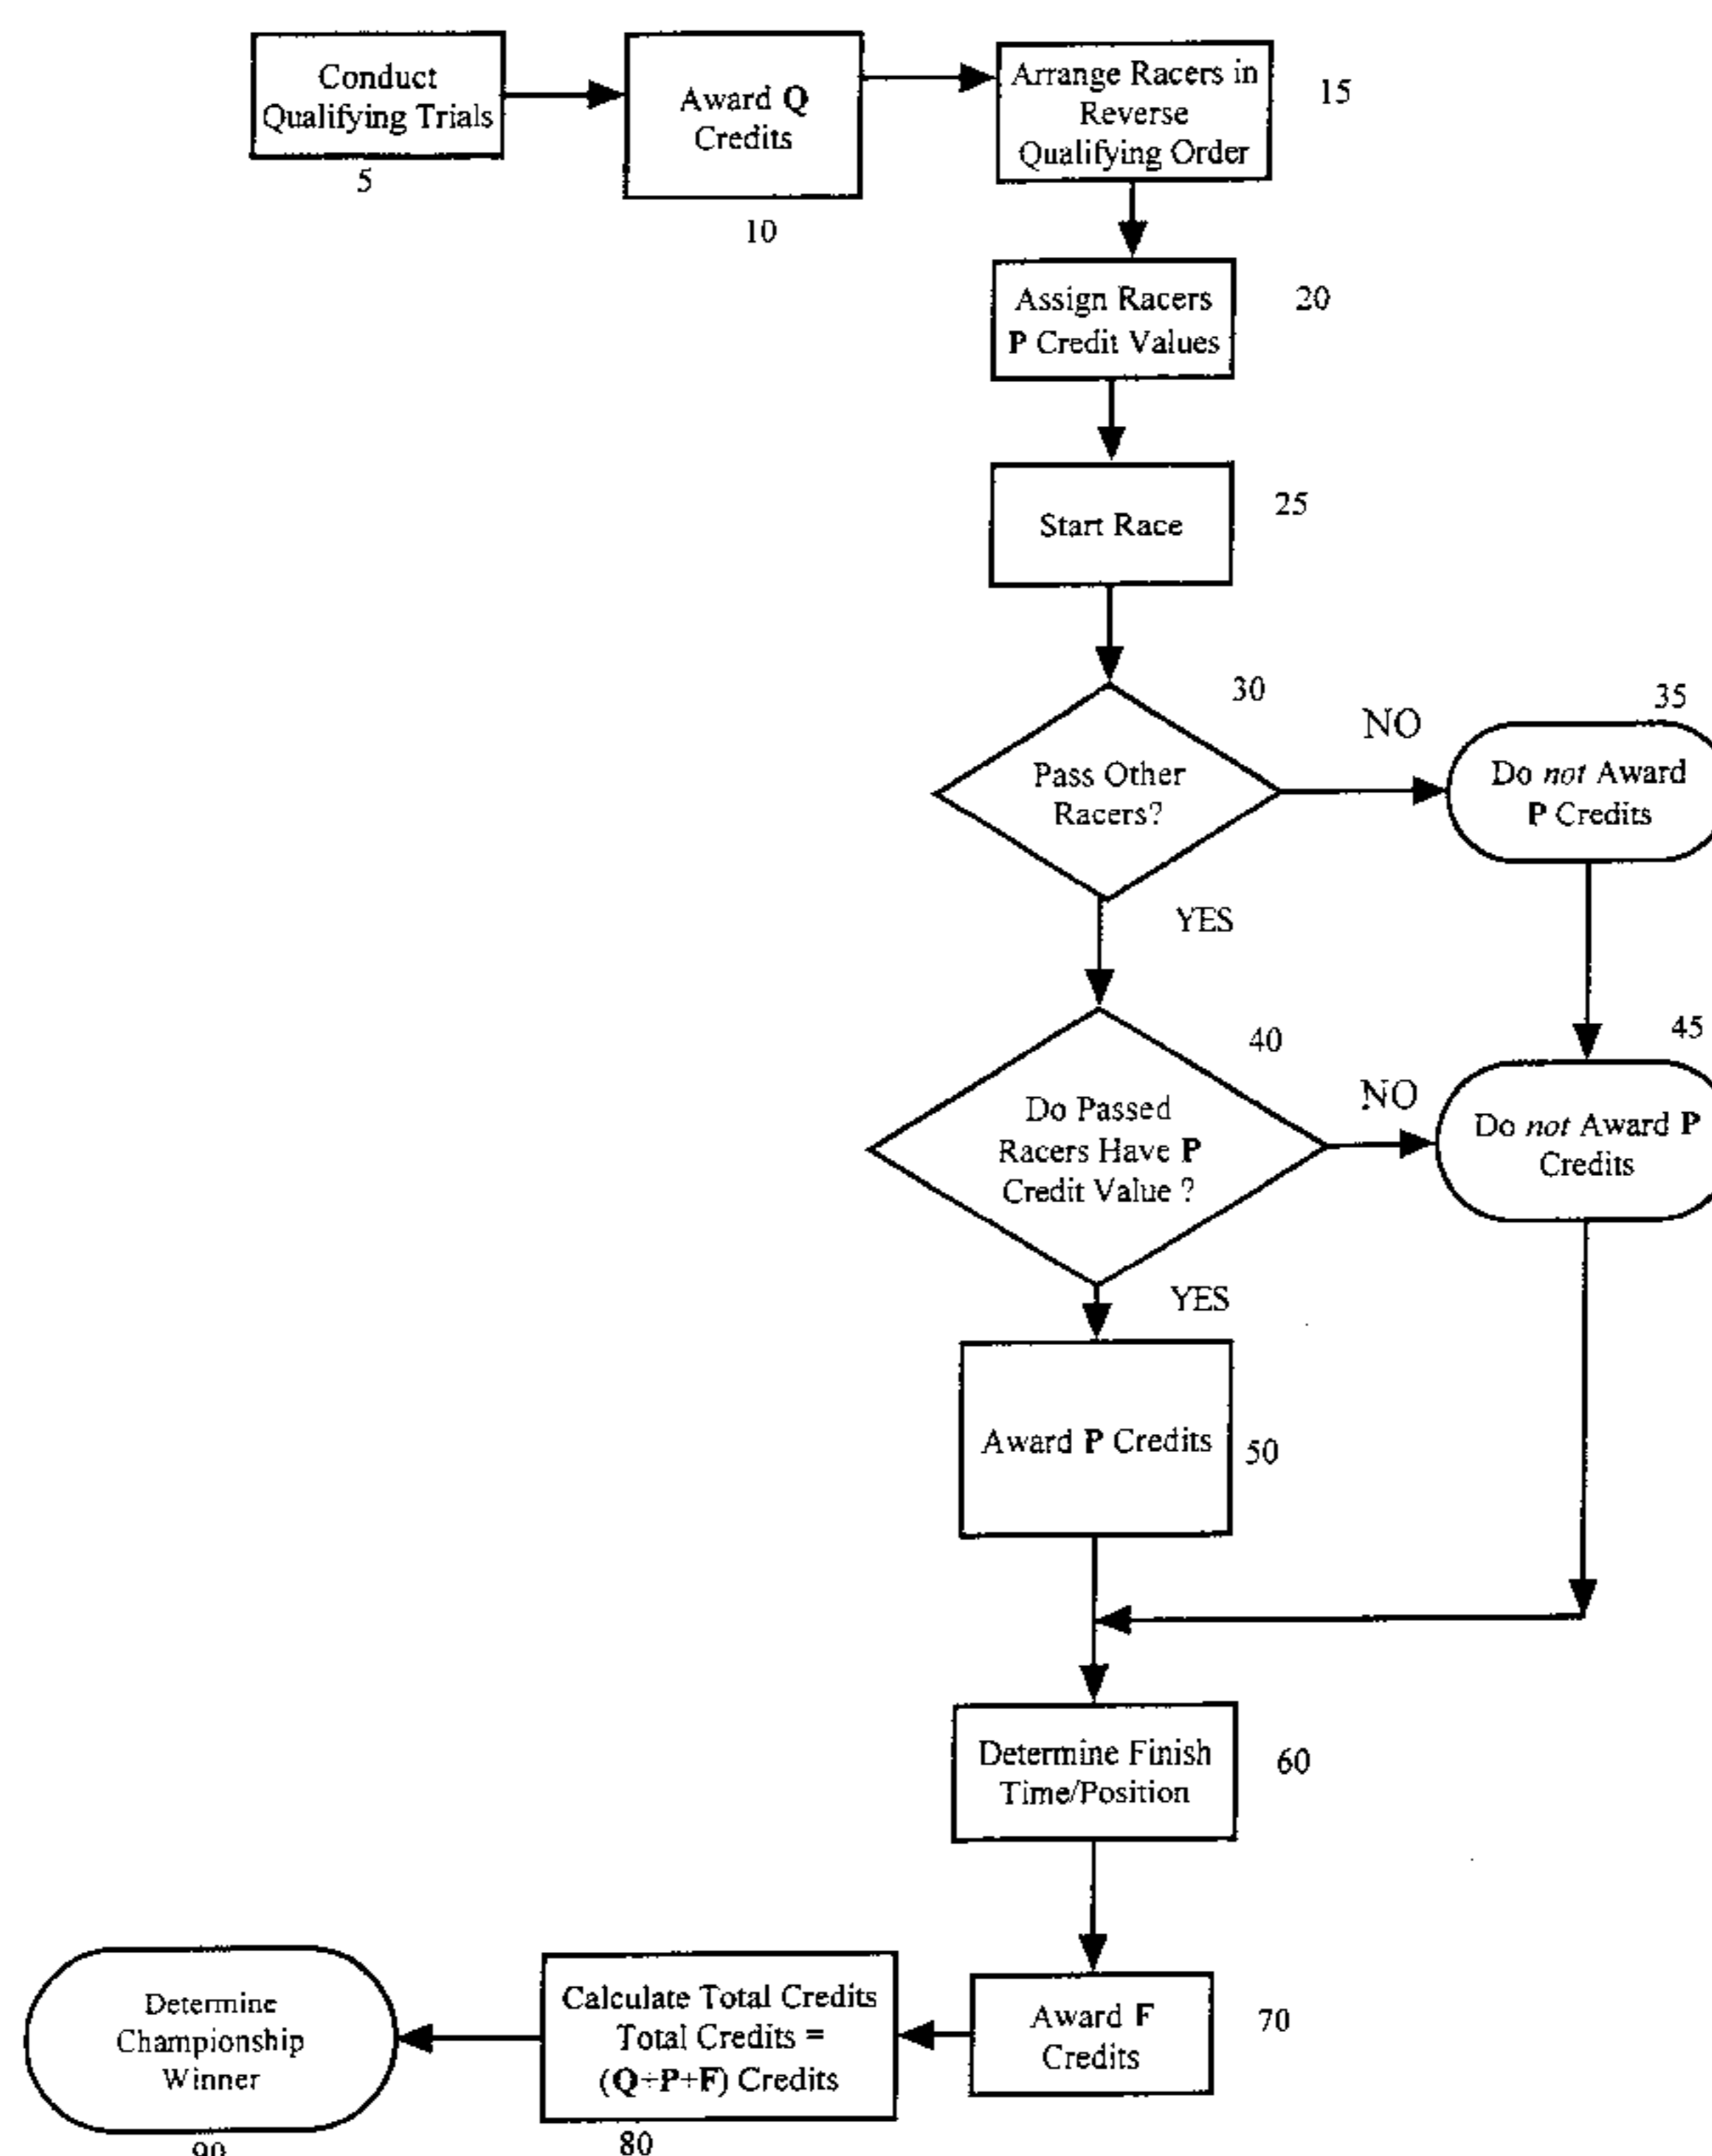 Conduct
Qualifying Trials
5
Award Q
Credits
10
Arrange Racers in
Reverse
Qualifying Order
15
Assign Racers
P Credit Values
20
Start Race
25
Pass Other
Racers?
30
NO
35
Do not Award
P Credits
YES
Do Passed
Racers Have P
Credit Value ?
40
NO
45
Do not Award P
Credits
YES
Award P Credits
50
Determine Finish
Time/Position
60
Award F
Credits
70
Calculate Total Credits
Total Credits =
(Q+P+F) Credits
80
Determine
Championship
Winner
90